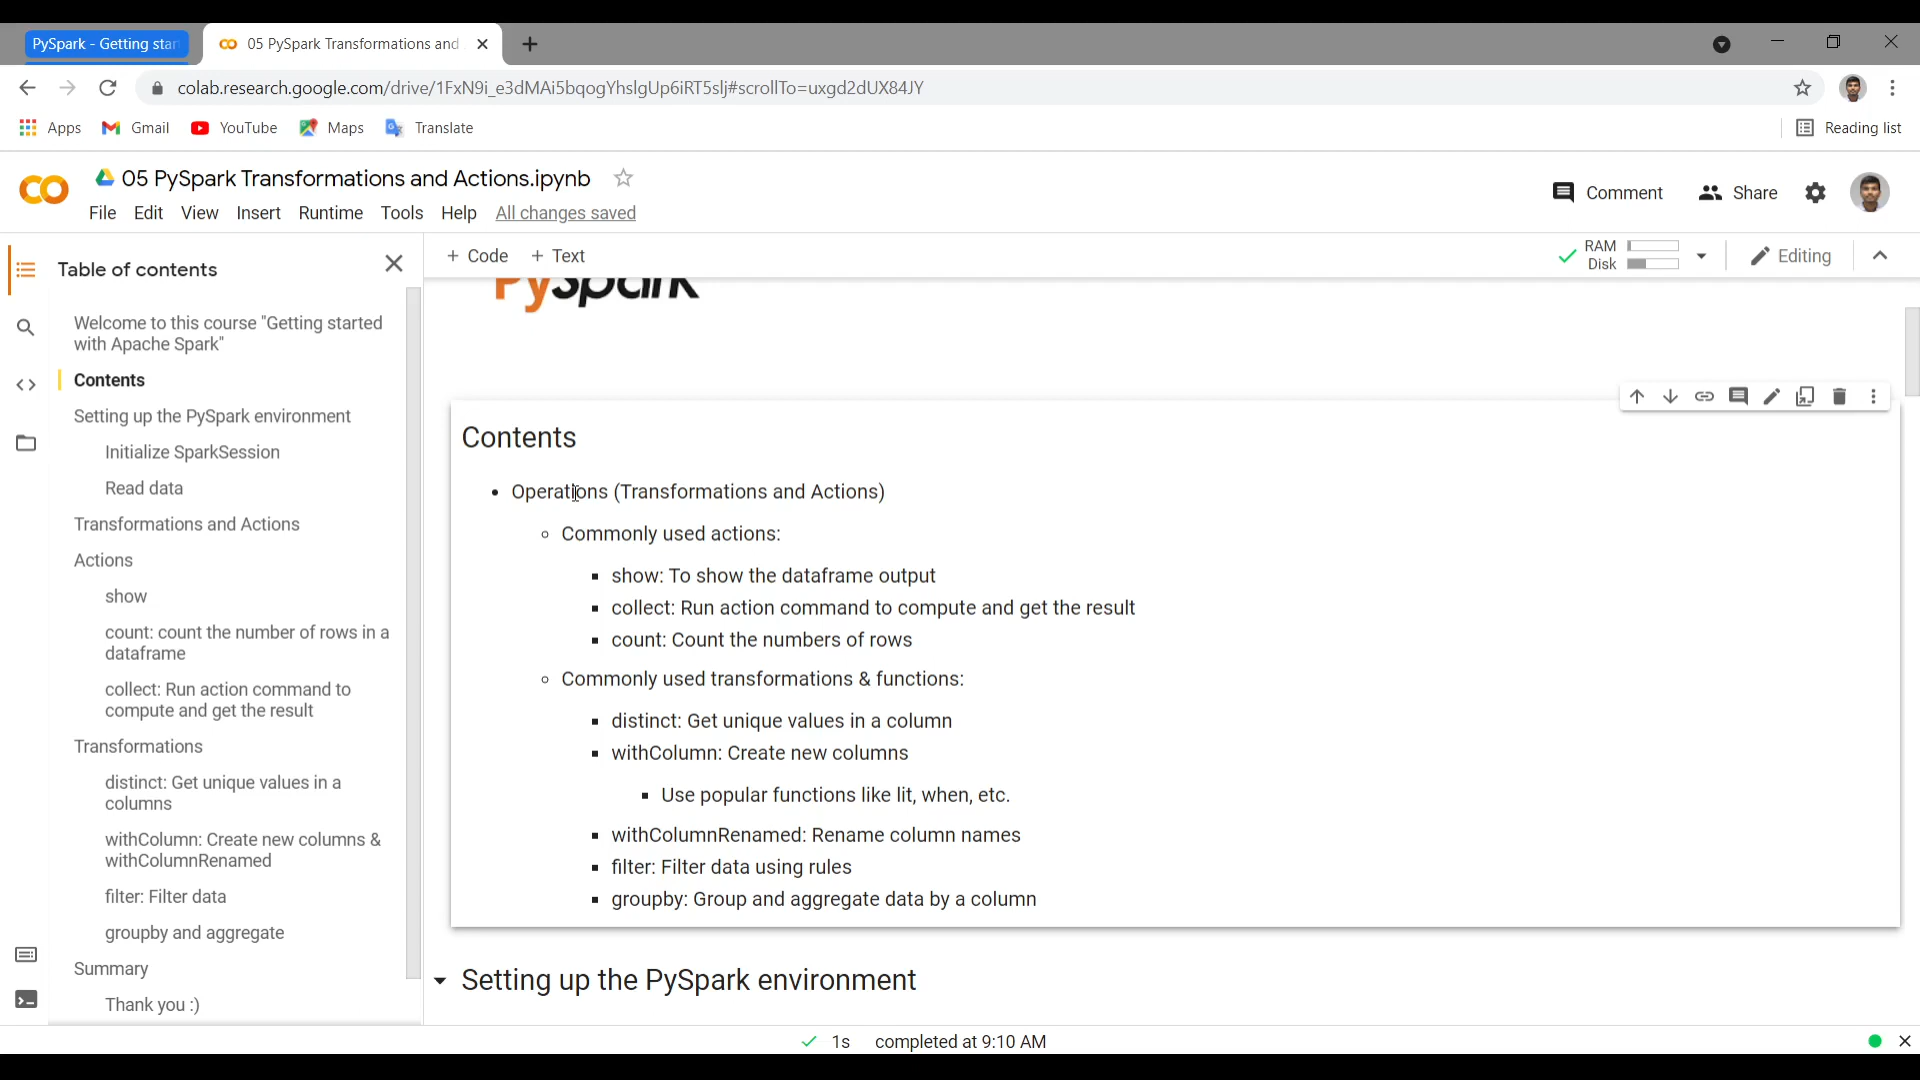 PySpark - Getting star
05 PySpark Transformations and
colab.research.google.com/drive/1FxN9i_e3dMAi5bqogYhslgUp6iRT5slj#scrollTo=uxgd2dUX84JY
Apps Gmail YouTube Maps Translate Reading list
05 PySpark Transformations and Actions.ipynb
Comment Share
File Edit View Insert Runtime Tools Help All changes saved
Table of contents
+ Code + Text
RAM
Disk
Editing
Welcome to this course "Getting started
with Apache Spark"
Contents
Setting up the PySpark environment
Initialize SparkSession
Read data
Transformations and Actions
Actions
show
count: count the number of rows in a
dataframe
collect: Run action command to
compute and get the result
Transformations
distinct: Get unique values in a
columns
withColumn: Create new columns &
withColumnRenamed
filter: Filter data
groupby and aggregate
Summary
Thank you :)
PySpark
Contents
Operations (Transformations and Actions)
Commonly used actions:
show: To show the dataframe output
collect: Run action command to compute and get the result
count: Count the numbers of rows
Commonly used transformations & functions:
distinct: Get unique values in a column
withColumn: Create new columns
Use popular functions like lit, when, etc.
withColumnRenamed: Rename column names
filter: Filter data using rules
groupby: Group and aggregate data by a column
Setting up the PySpark environment
1s completed at 9:10 AM